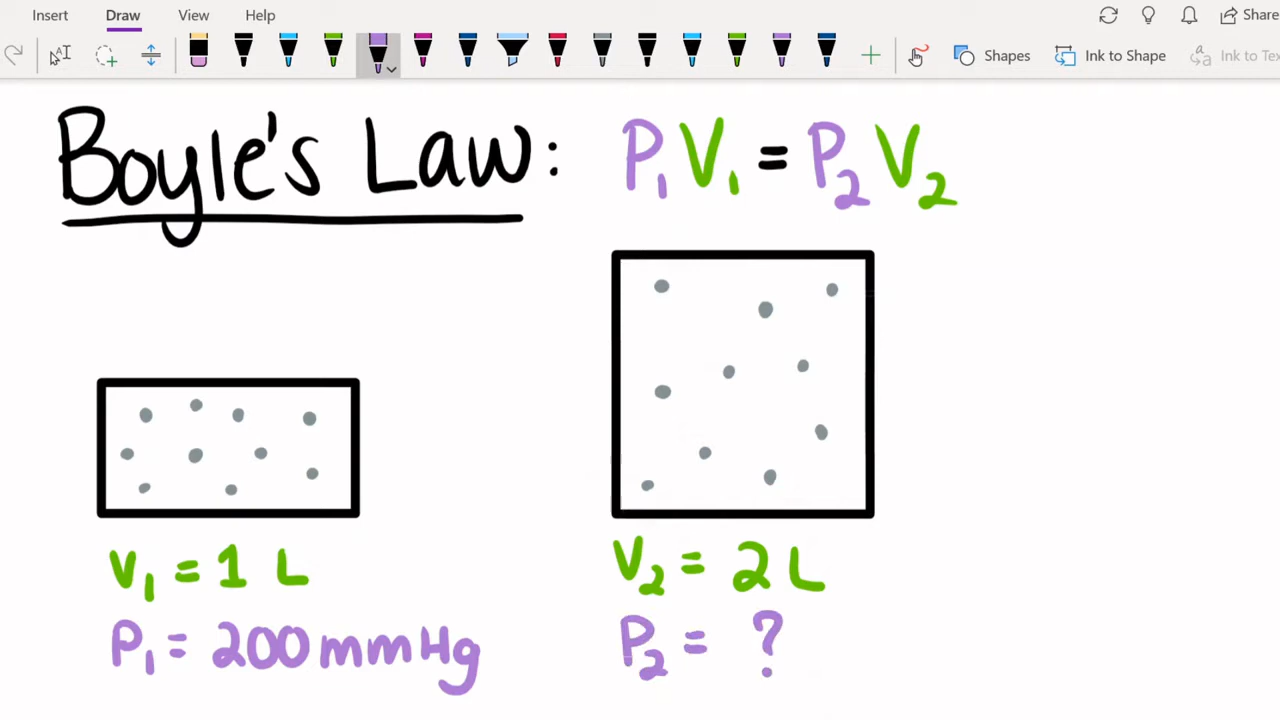 Insert Draw View Help Share
Shapes Ink to Shape Ink to Tex
Boyle's Law: P₁V₁ = P₂V₂
V₁ = 1 L
P₁ = 200 mmHg
V₂ = 2 L
P₂ = ?